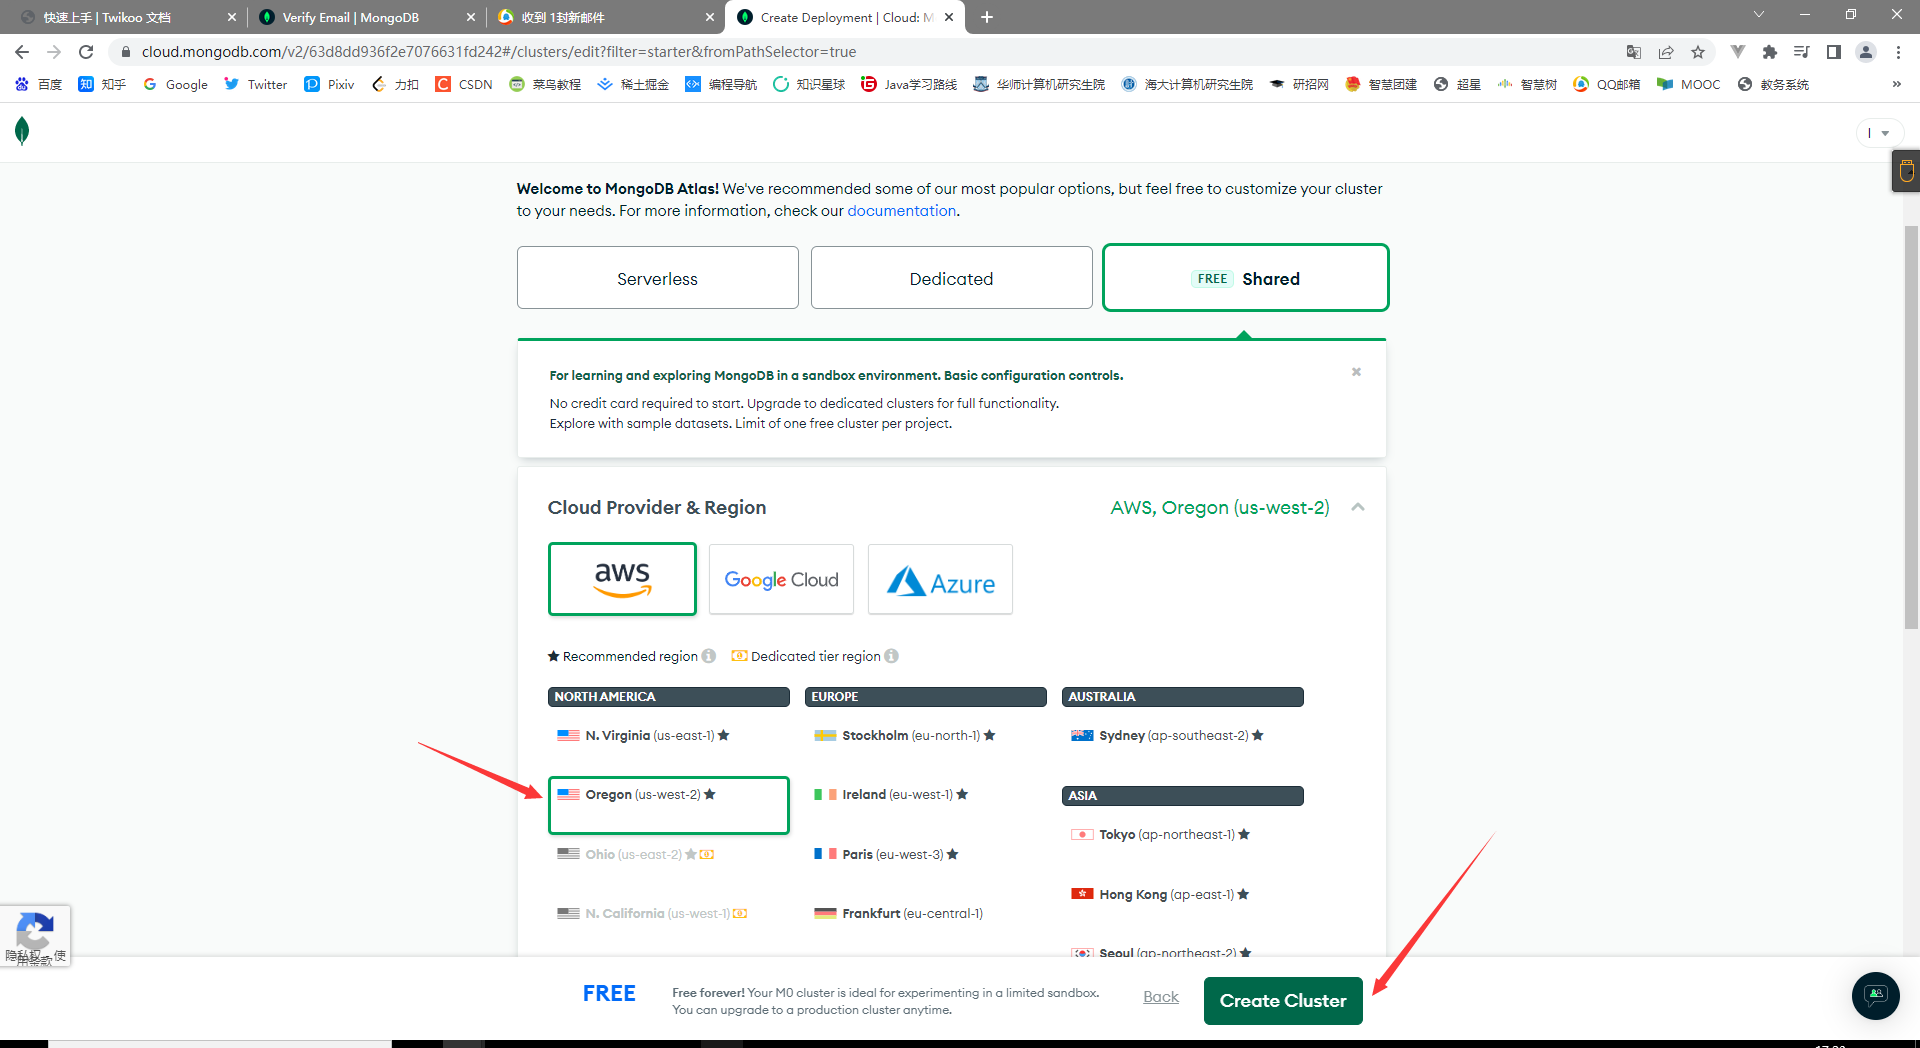 快速上手 | Twikoo 文档
Verify Email | MongoDB
收到 1封新邮件
Create Deployment | Cloud: M
cloud.mongodb.com/v2/63d8dd936f2e7076631fd242#/clusters/edit?filter=starter&fromPathSelector=true
百度 知乎 Google Twitter Pixiv 力扣 CSDN 菜鸟教程 稀土掘金 编程导航 知识星球 Java学习路线 华师计算机研究生院 海大计算机研究生院 研招网 智慧团建 超星 智慧树 QQ邮箱 MOOC 教务系统 »
I
Welcome to MongoDB Atlas! We've recommended some of our most popular options, but feel free to customize your cluster
to your needs. For more information, check our documentation.
Serverless
Dedicated
FREE Shared
For learning and exploring MongoDB in a sandbox environment. Basic configuration controls.
No credit card required to start. Upgrade to dedicated clusters for full functionality.
Explore with sample datasets. Limit of one free cluster per project.
Cloud Provider & Region
AWS, Oregon (us-west-2)
aws
Google Cloud
Azure
★ Recommended region
Dedicated tier region
NORTH AMERICA
N. Virginia (us-east-1) ★
Oregon (us-west-2) ★
Ohio (us-east-2) ★
N. California (us-west-1)
EUROPE
Stockholm (eu-north-1) ★
Ireland (eu-west-1) ★
Paris (eu-west-3) ★
Frankfurt (eu-central-1)
AUSTRALIA
Sydney (ap-southeast-2) ★
ASIA
Tokyo (ap-northeast-1) ★
Hong Kong (ap-east-1) ★
Seoul (ap-northeast-2) ★
隐私权 - 使
用条款
FREE
Free forever! Your M0 cluster is ideal for experimenting in a limited sandbox.
You can upgrade to a production cluster anytime.
Back
Create Cluster